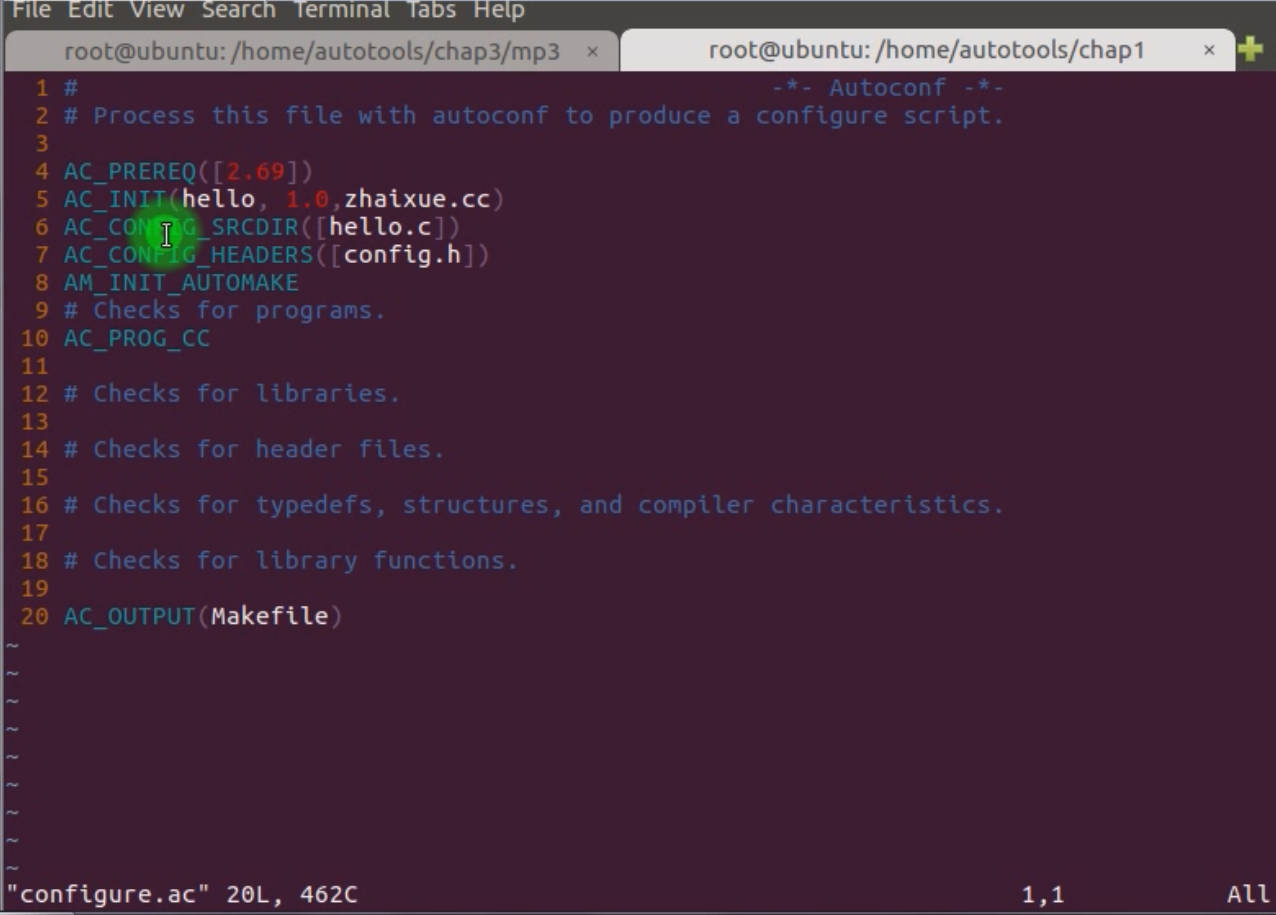 File Edit View Search Terminal Tabs Help
root@ubuntu: /home/autotools/chap3/mp3 × root@ubuntu: /home/autotools/chap1 ×
1 # -*- Autoconf -*-
2 # Process this file with autoconf to produce a configure script.
3
4 AC_PREREQ([2.69])
5 AC_INIT(hello, 1.0,zhaixue.cc)
6 AC_CONFIG_SRCDIR([hello.c])
7 AC_CONFIG_HEADERS([config.h])
8 AM_INIT_AUTOMAKE
9 # Checks for programs.
10 AC_PROG_CC
11
12 # Checks for libraries.
13
14 # Checks for header files.
15
16 # Checks for typedefs, structures, and compiler characteristics.
17
18 # Checks for library functions.
19
20 AC_OUTPUT(Makefile)
~
~
~
~
~
~
~
~
~
"configure.ac" 20L, 462C 1,1 All